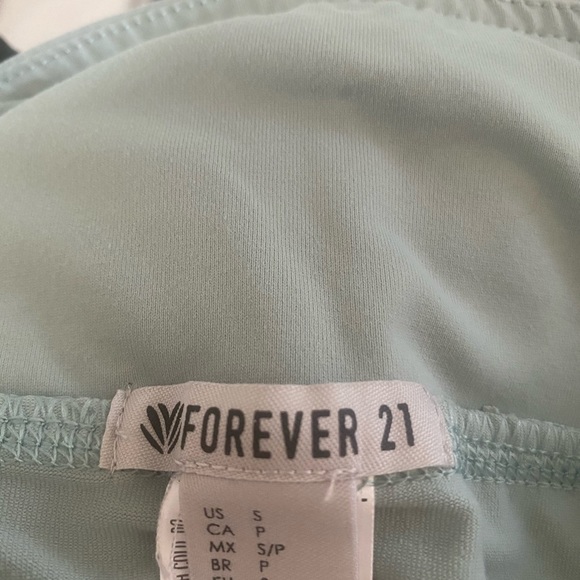 FOREVER 21
US S
CA P
MX S/P
BR P